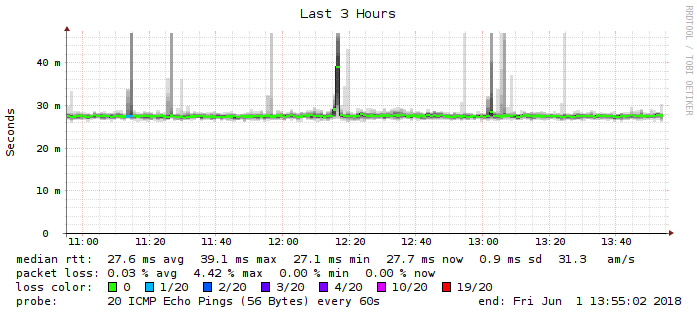 Last 3 Hours
RRDTOOL / TOBI OETIKER
Seconds
40 m
30 m
20 m
10 m
0
11:00 11:20 11:40 12:00 12:20 12:40 13:00 13:20 13:40
median rtt: 27.6 ms avg 39.1 ms max 27.1 ms min 27.7 ms now 0.9 ms sd 31.3 am/s
packet loss: 0.03 % avg 4.42 % max 0.00 % min 0.00 % now
loss color: 0 1/20 2/20 3/20 4/20 10/20 19/20
probe: 20 ICMP Echo Pings (56 Bytes) every 60s end: Fri Jun 1 13:55:02 2018